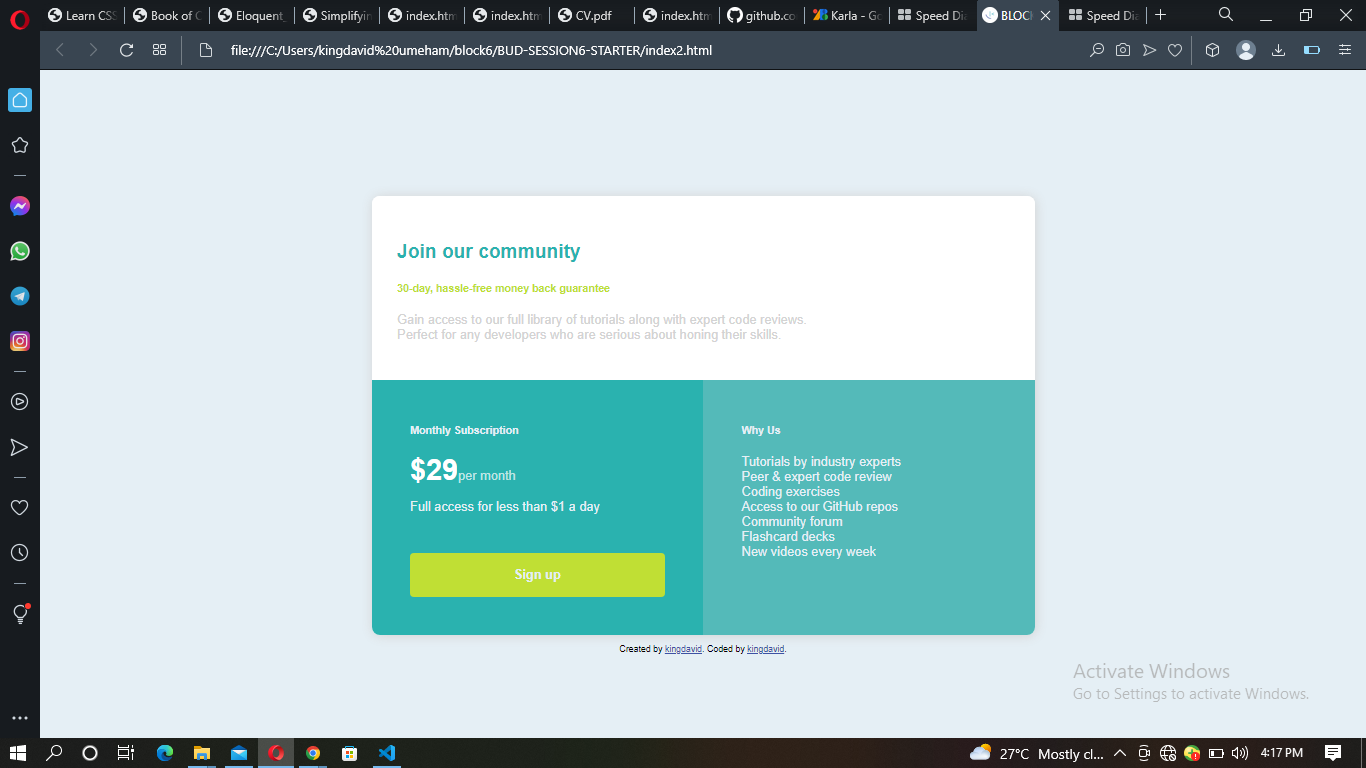 Learn CSS
Book of C
Eloquent_
Simplifyin
index.htm
index.htm
CV.pdf
index.htm
github.co
Karla - Go
Speed Dia
BLOCK
Speed Dia
file:///C:/Users/kingdavid%20umeham/block6/BUD-SESSION6-STARTER/index2.html
Join our community
30-day, hassle-free money back guarantee
Gain access to our full library of tutorials along with expert code reviews.
Perfect for any developers who are serious about honing their skills.
Monthly Subscription
$29per month
Full access for less than $1 a day
Sign up
Why Us
Tutorials by industry experts
Peer & expert code review
Coding exercises
Access to our GitHub repos
Community forum
Flashcard decks
New videos every week
Created by kingdavid. Coded by kingdavid.
Activate Windows
Go to Settings to activate Windows.
27°C Mostly cl...
4:17 PM